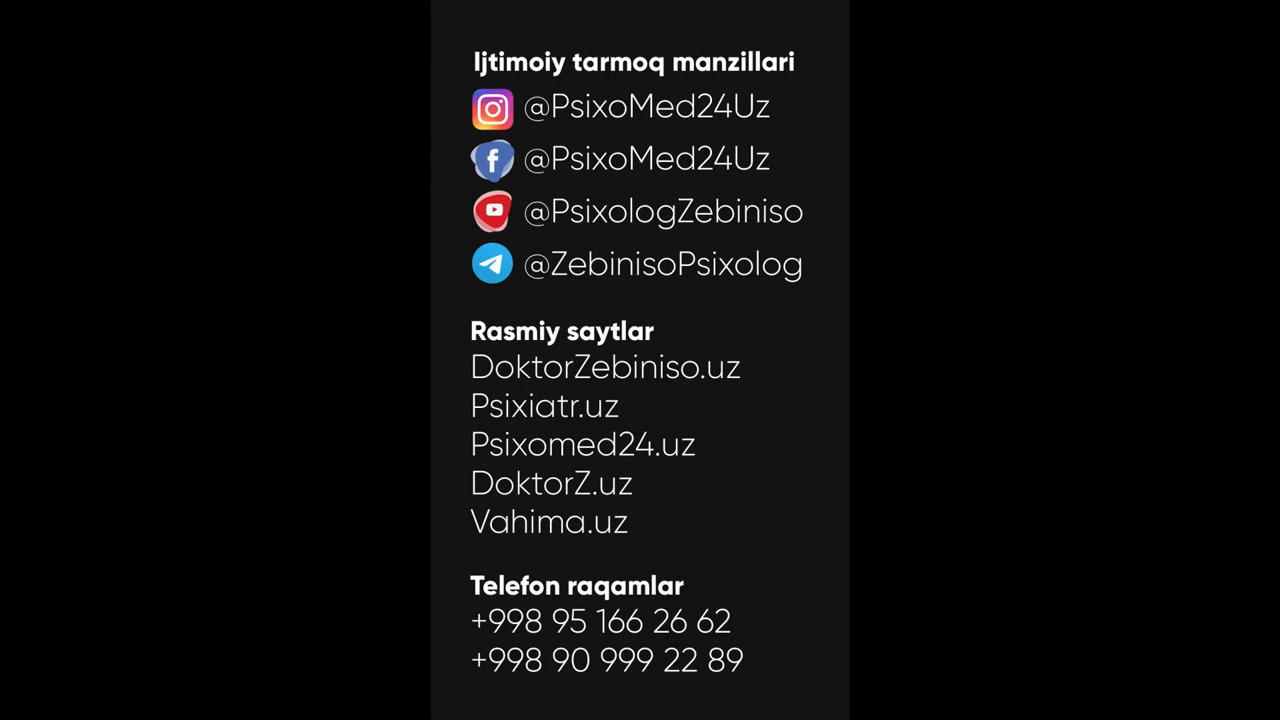 Ijtimoiy tarmoq manzillari
@PsixoMed24Uz
@PsixoMed24Uz
@PsixologZebiniso
@ZebinisoPsixolog
Rasmiy saytlar
DoktorZebiniso.uz
Psixiatr.uz
Psixomed24.uz
DoktorZ.uz
Vahima.uz
Telefon raqamlar
+998 95 166 26 62
+998 90 999 22 89